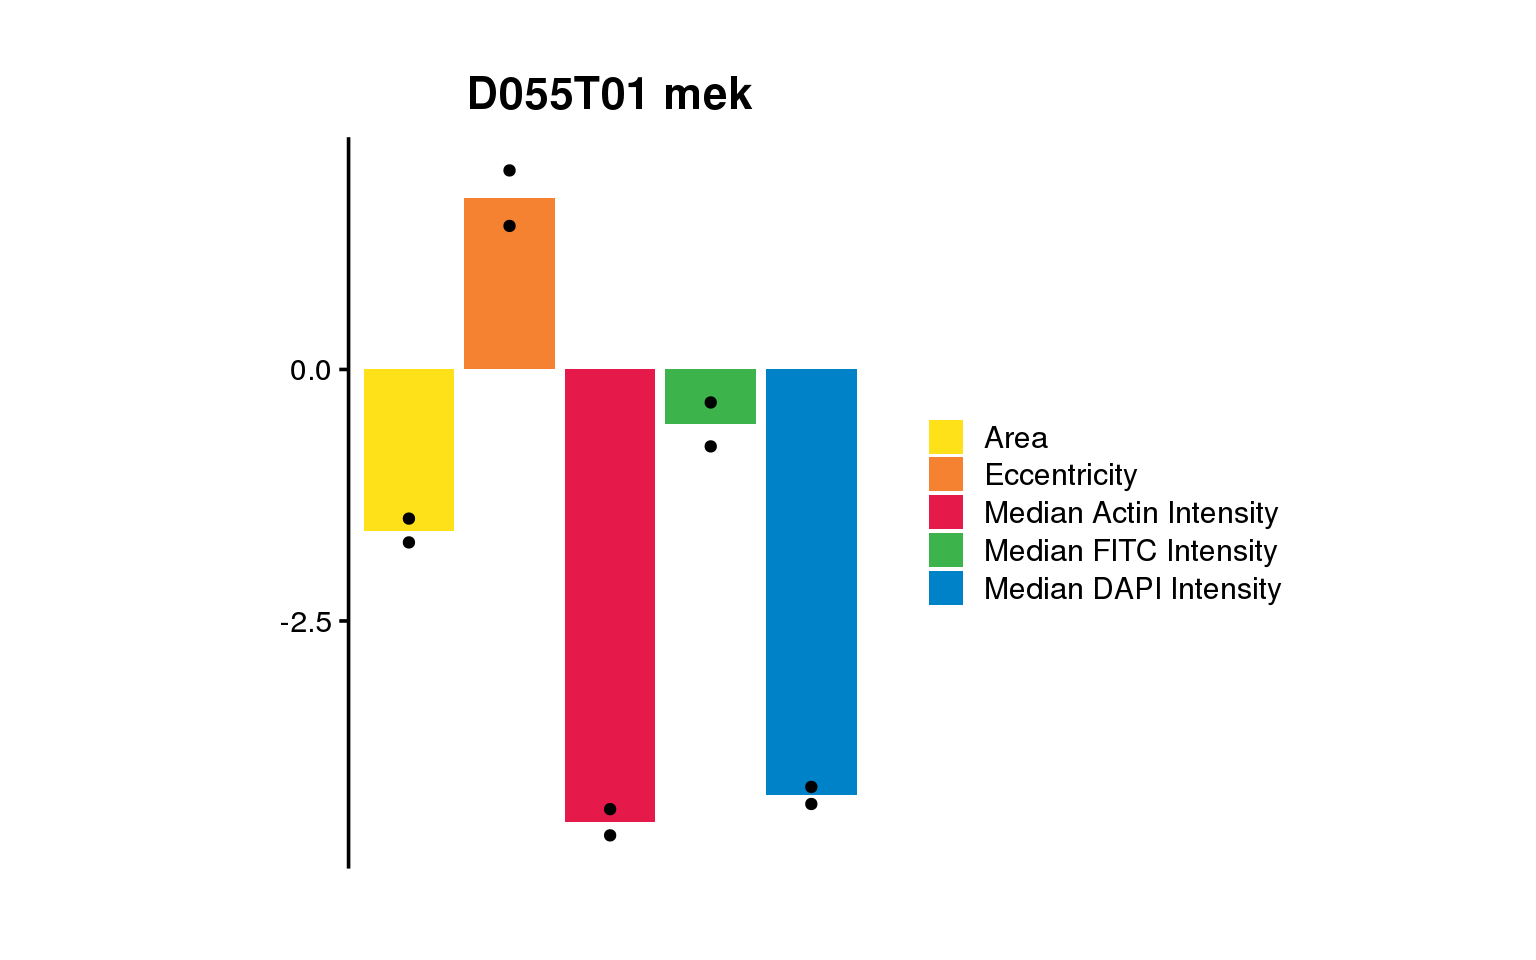 D055T01 mek
0.0
-2.5
Area
Eccentricity
Median Actin Intensity
Median FITC Intensity
Median DAPI Intensity